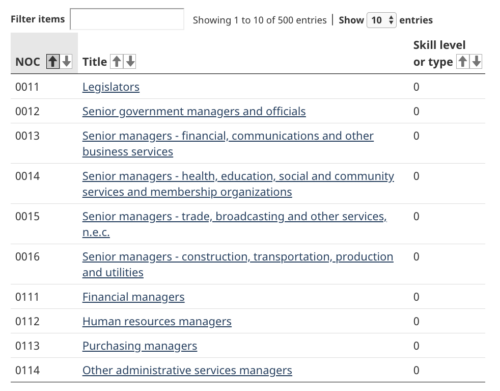 Filter items Showing 1 to 10 of 500 entries | Show 10 entries
Skill level
NOC Title or type
0011 Legislators 0
0012 Senior government managers and officials 0
0013 Senior managers - financial, communications and other 0
business services
0014 Senior managers - health, education, social and community 0
services and membership organizations
0015 Senior managers - trade, broadcasting and other services, 0
n.e.c.
0016 Senior managers - construction, transportation, production 0
and utilities
0111 Financial managers 0
0112 Human resources managers 0
0113 Purchasing managers 0
0114 Other administrative services managers 0